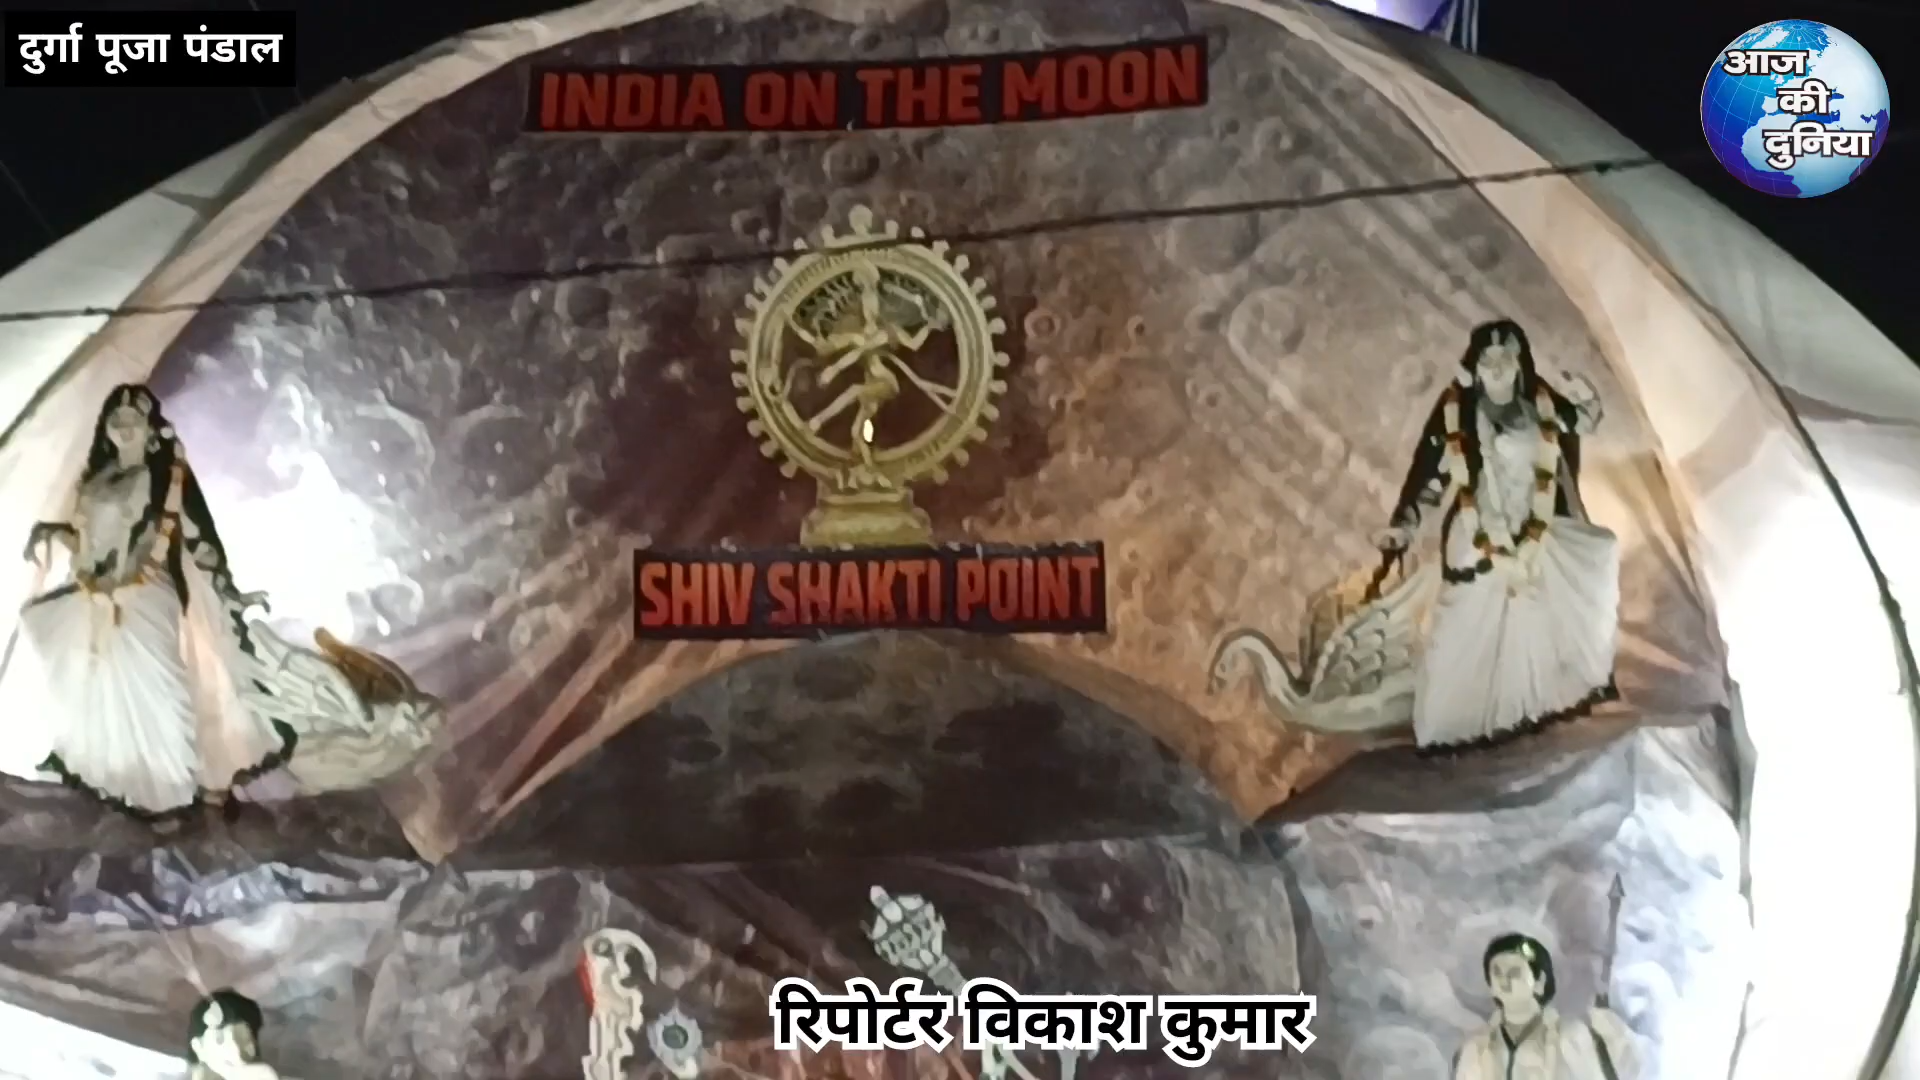 दुर्गा पूजा पंडाल
आज
की
दुनिया
INDIA ON THE MOON
SHIV SHAKTI POINT
रिपोर्टर विकाश कुमार